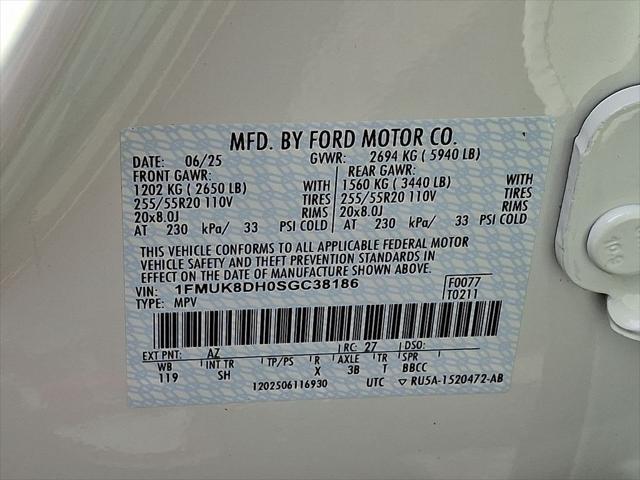 MFD. BY FORD MOTOR CO.
DATE: 06/25 GVWR: 2694 KG ( 5940 LB)
FRONT GAWR: REAR GAWR:
1202 KG ( 2650 LB) WITH 1560 KG ( 3440 LB) WITH
255/55R20 110V TIRES 255/55R20 110V TIRES
20x8.0J RIMS 20x8.0J RIMS
AT 230 kPa/ 33 PSI COLD AT 230 kPa/ 33 PSI COLD
THIS VEHICLE CONFORMS TO ALL APPLICABLE FEDERAL MOTOR
VEHICLE SAFETY AND THEFT PREVENTION STANDARDS IN
EFFECT ON THE DATE OF MANUFACTURE SHOWN ABOVE.
VIN: 1FMUK8DH0SGC38186 F0077
TYPE: MPV T0211
EXT PNT: AZ RC: 27 DSO:
WB INT TR TP/PS R AXLE TR SPR
119 SH X 3B T BBCC
1202506116930 UTC ▽ RU5A-1520472-AB